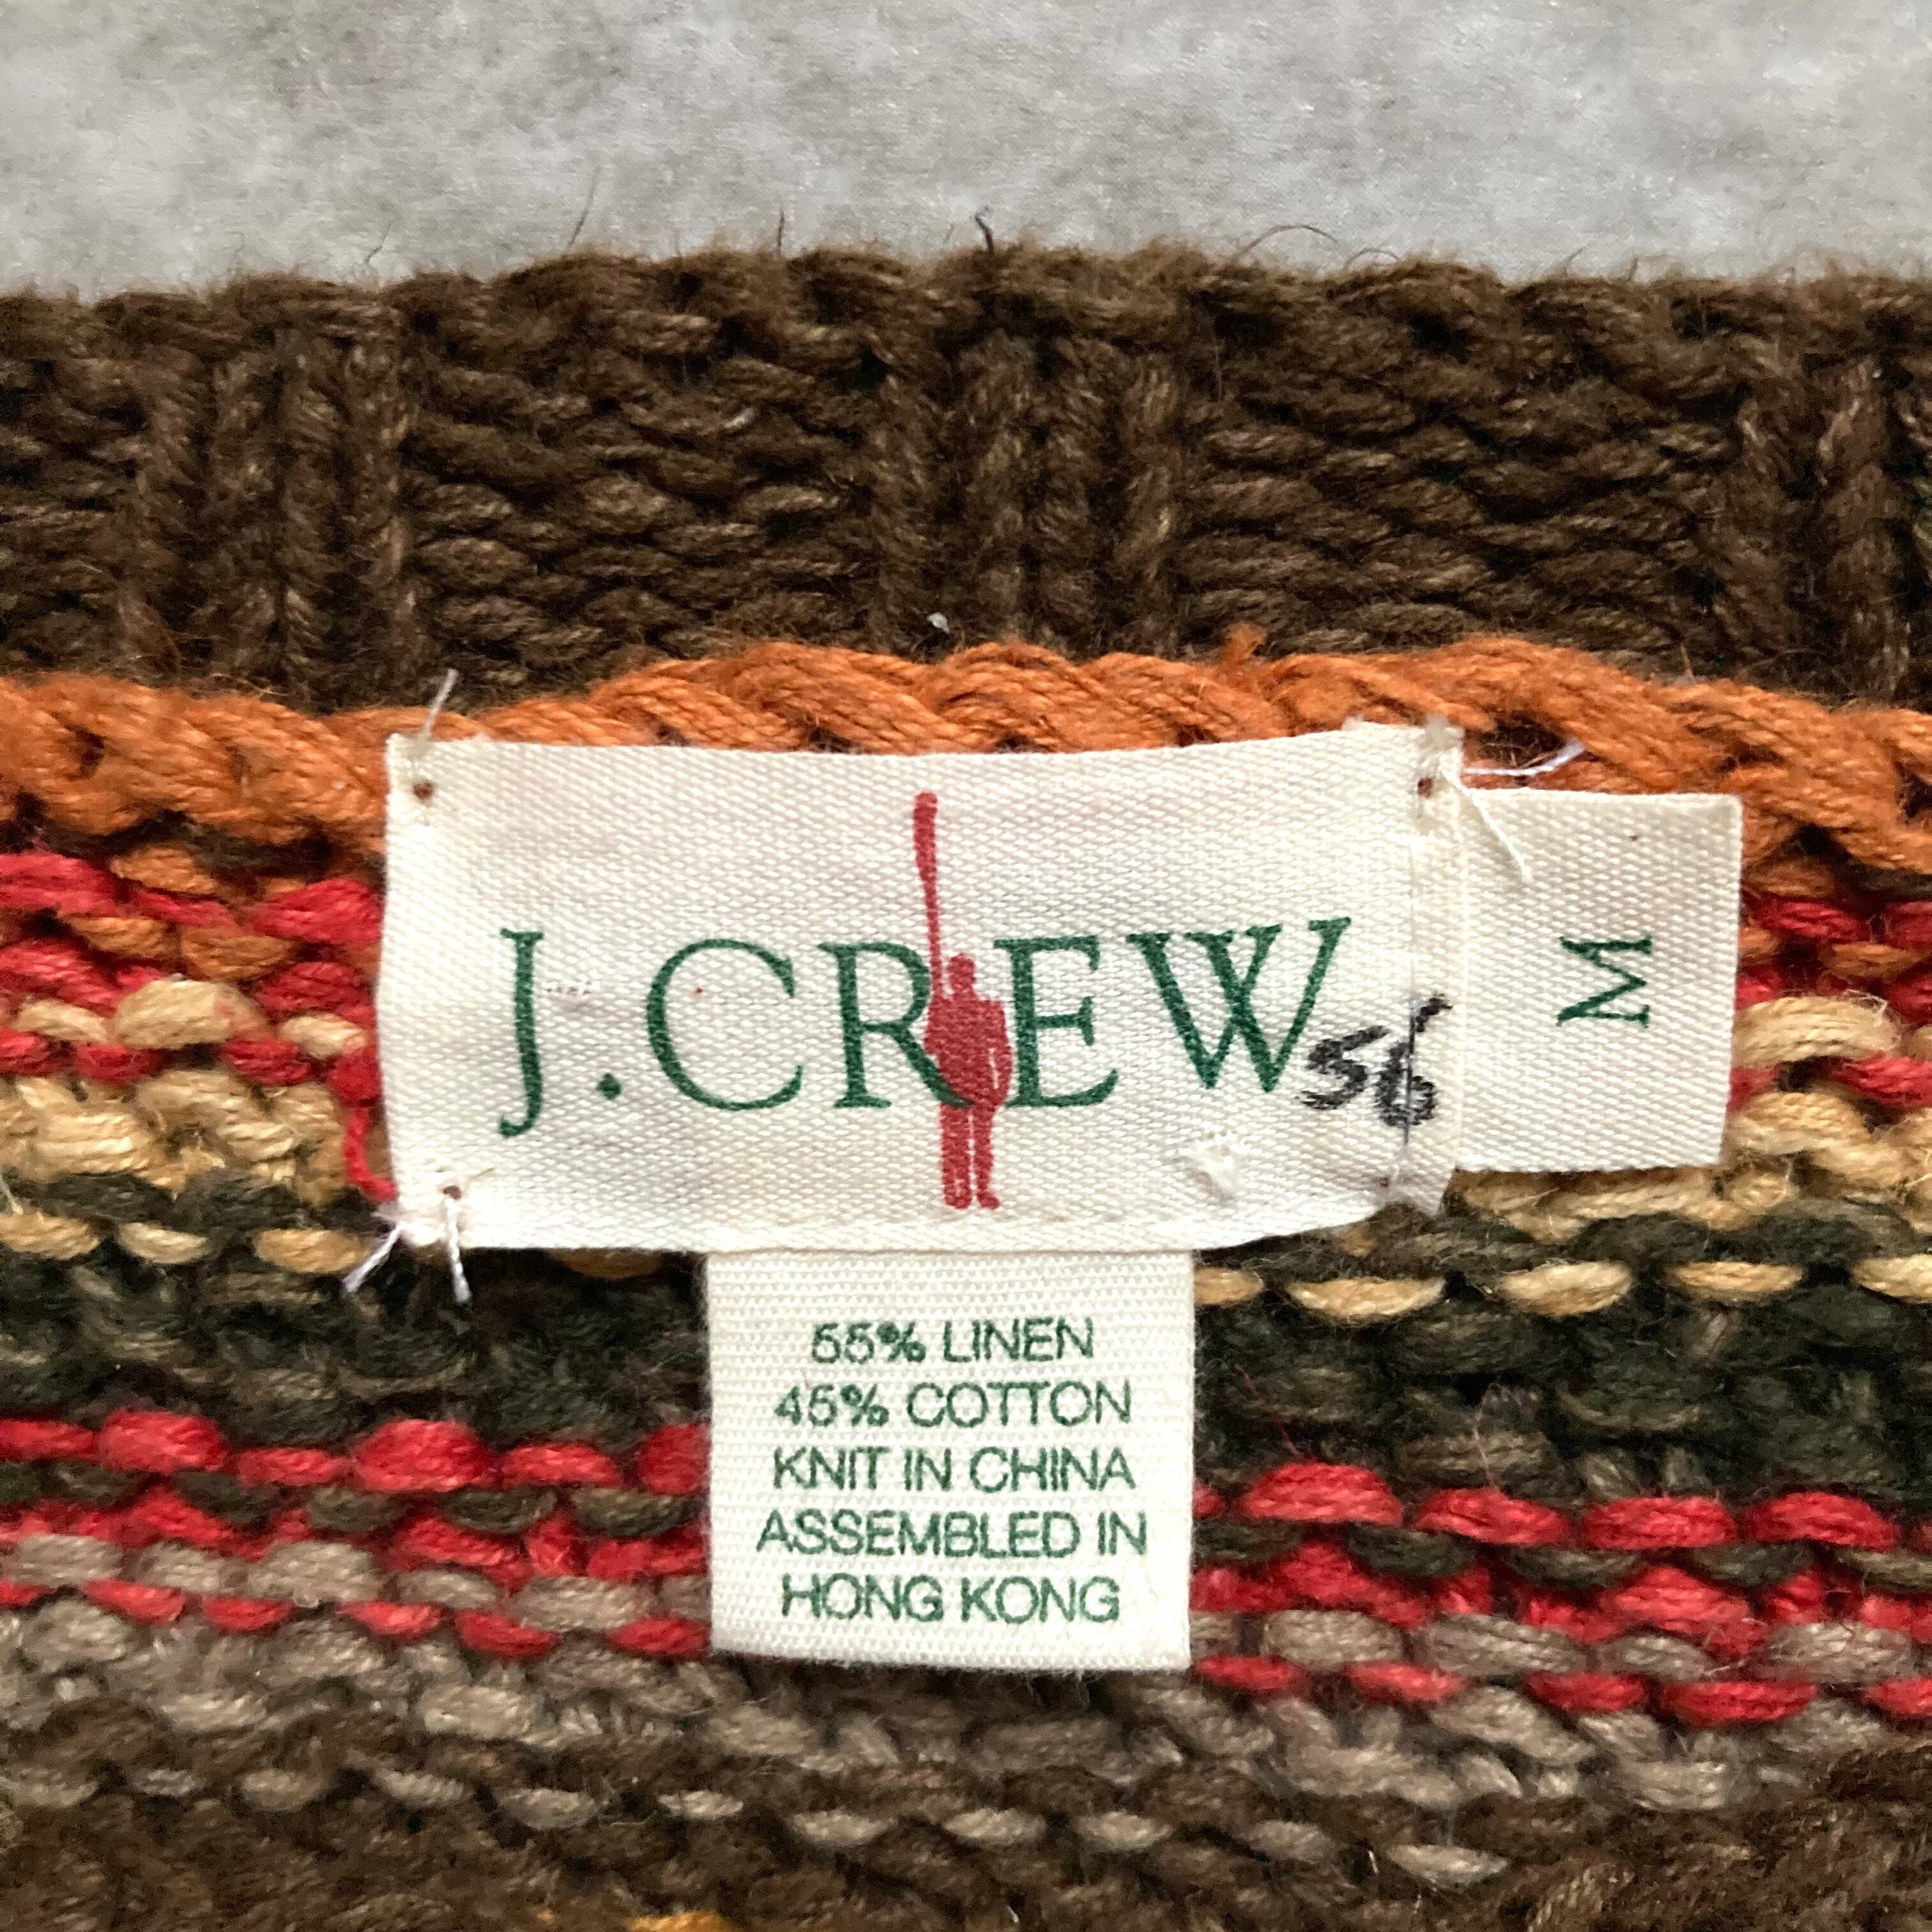 J.CREW
56
M
55% LINEN
45% COTTON
KNIT IN CHINA
ASSEMBLED IN
HONG KONG